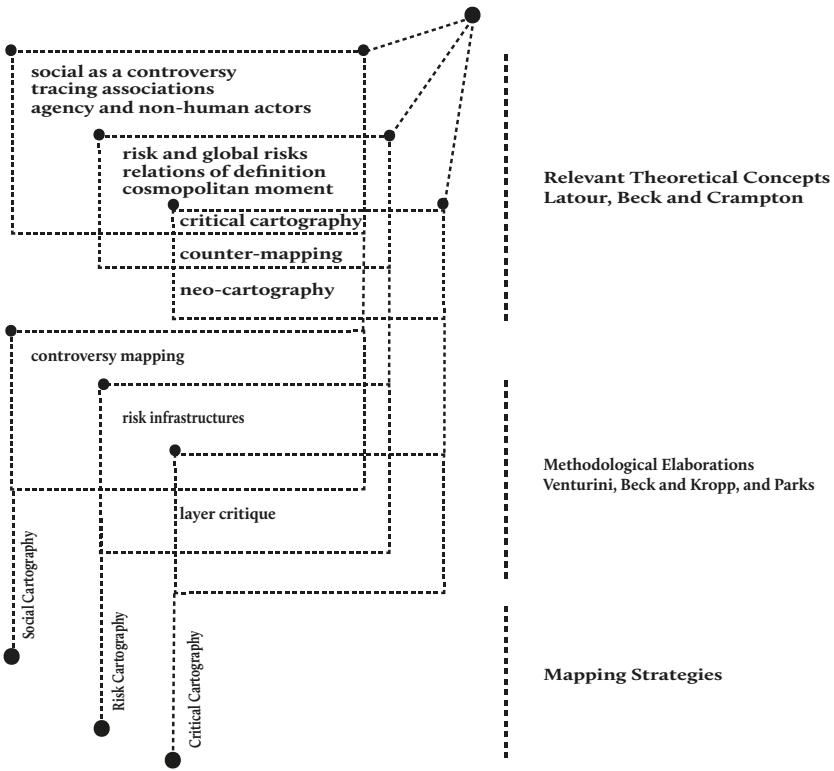 social as a controversy
tracing associations
agency and non-human actors
risk and global risks
relations of definition
cosmopolitan moment
critical cartography
counter-mapping
neo-cartography
Relevant Theoretical Concepts
Latour, Beck and Crampton
controversy mapping
risk infrastructures
layer critique
Methodological Elaborations
Venturini, Beck and Kropp, and Parks
Social Cartography
Risk Cartography
Critical Cartography
Mapping Strategies